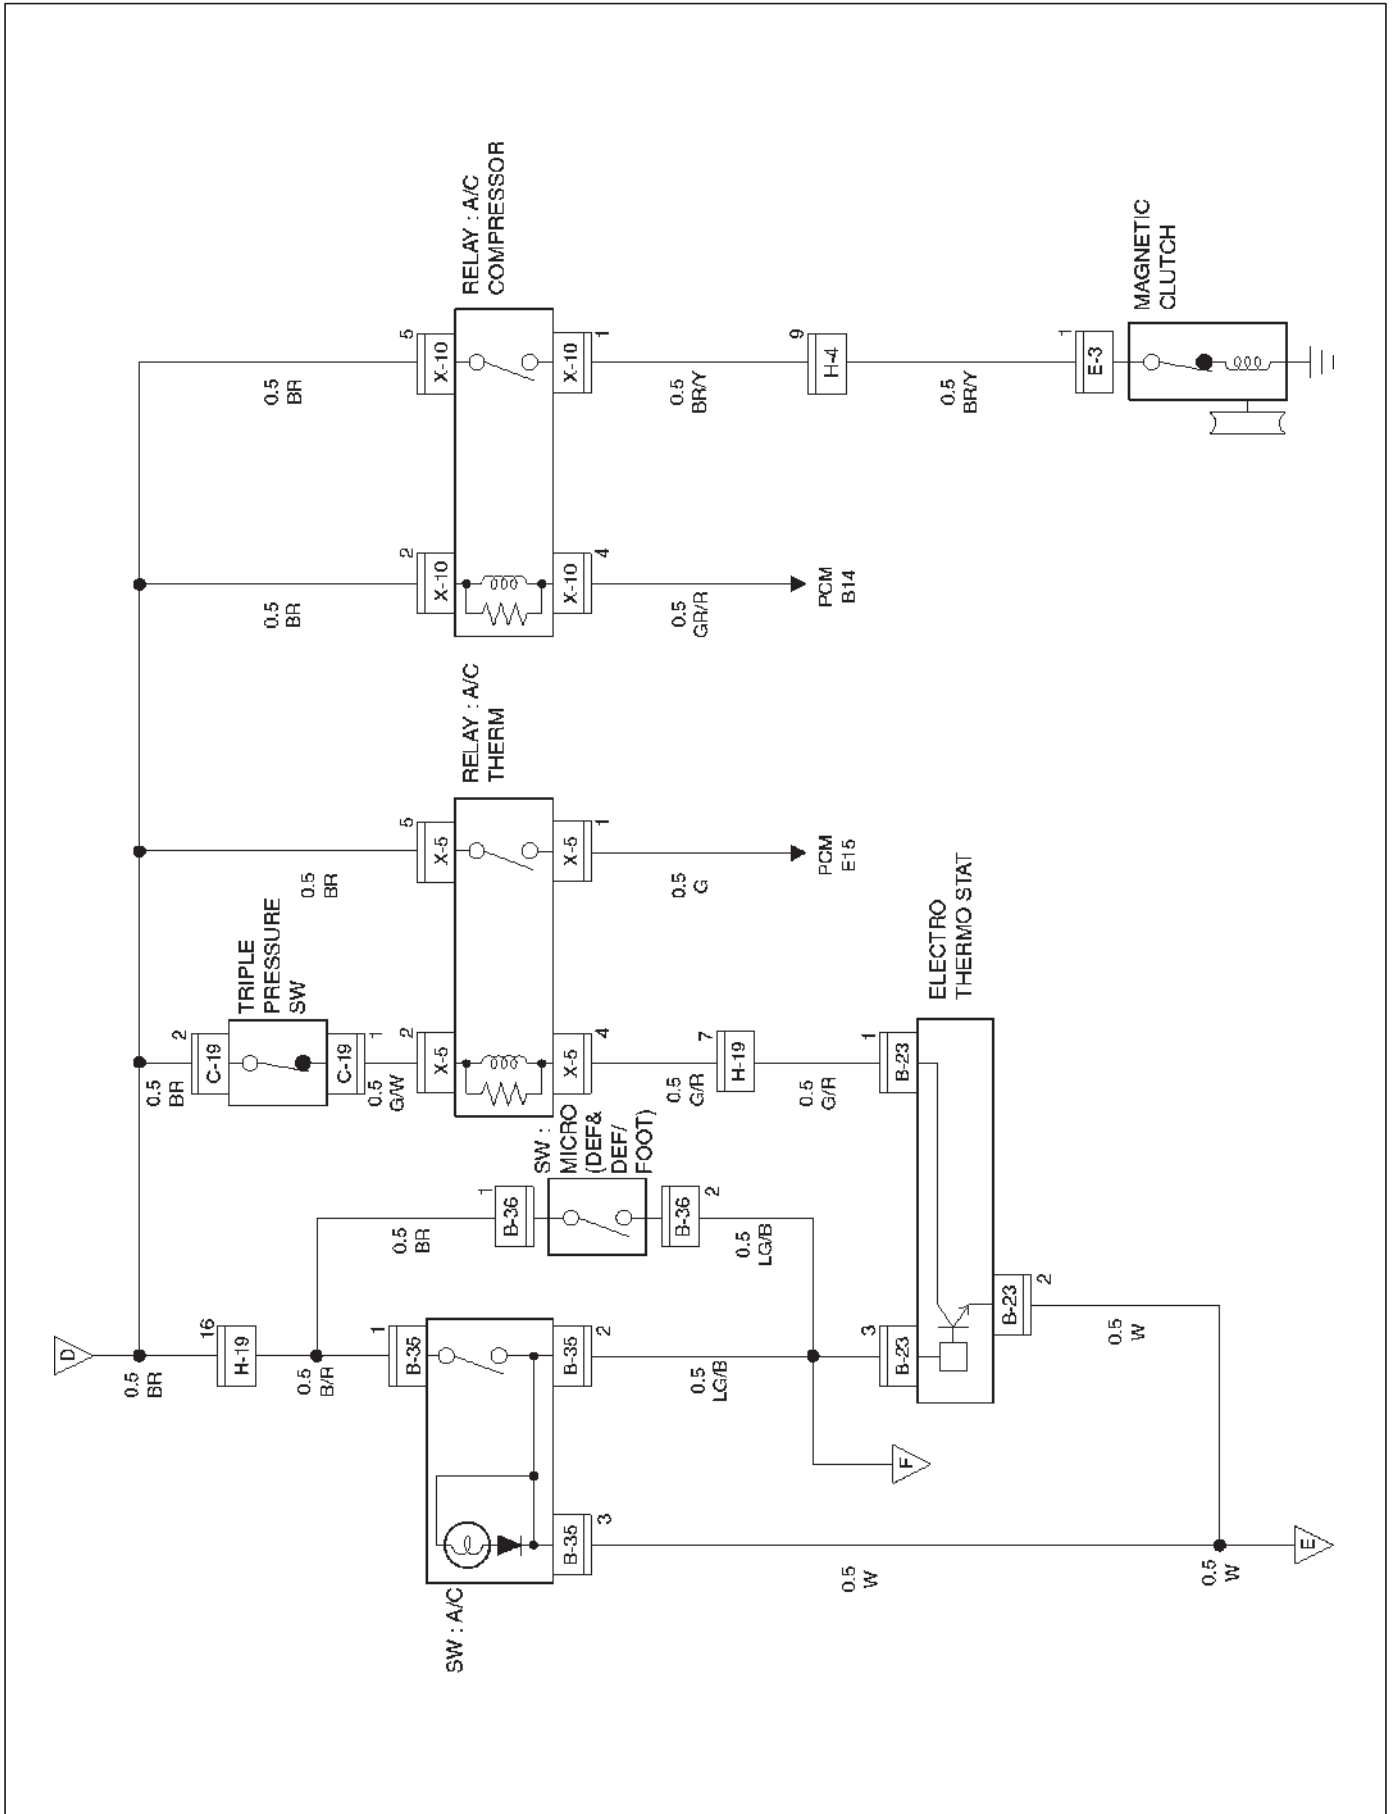 D
0.5
BR
16
H-19
0.5
B/R
1
B-35
SW : A/C
B-35
2
B-35
3
0.5
LG/B
0.5
W
0.5
BR
1
B-36
SW :
MICRO
(DEF&
DEF/
FOOT)
B-36
2
0.5
LG/B
F
3
B-23
1
B-23
ELECTRO
THERMO STAT
B-23
2
0.5
W
0.5
W
E
0.5
BR
2
C-19
TRIPLE
PRESSURE
SW
C-19
1
0.5
G/W
2
X-5
X-5
4
0.5
G/R
7
H-19
0.5
G/R
0.5
BR
5
X-5
RELAY : A/C
THERM
X-5
1
0.5
G
PCM
E15
0.5
BR
2
X-10
X-10
4
0.5
GR/R
PCM
B14
0.5
BR
5
X-10
RELAY : A/C
COMPRESSOR
X-10
1
0.5
BR/Y
9
H-4
0.5
BR/Y
1
E-3
MAGNETIC
CLUTCH